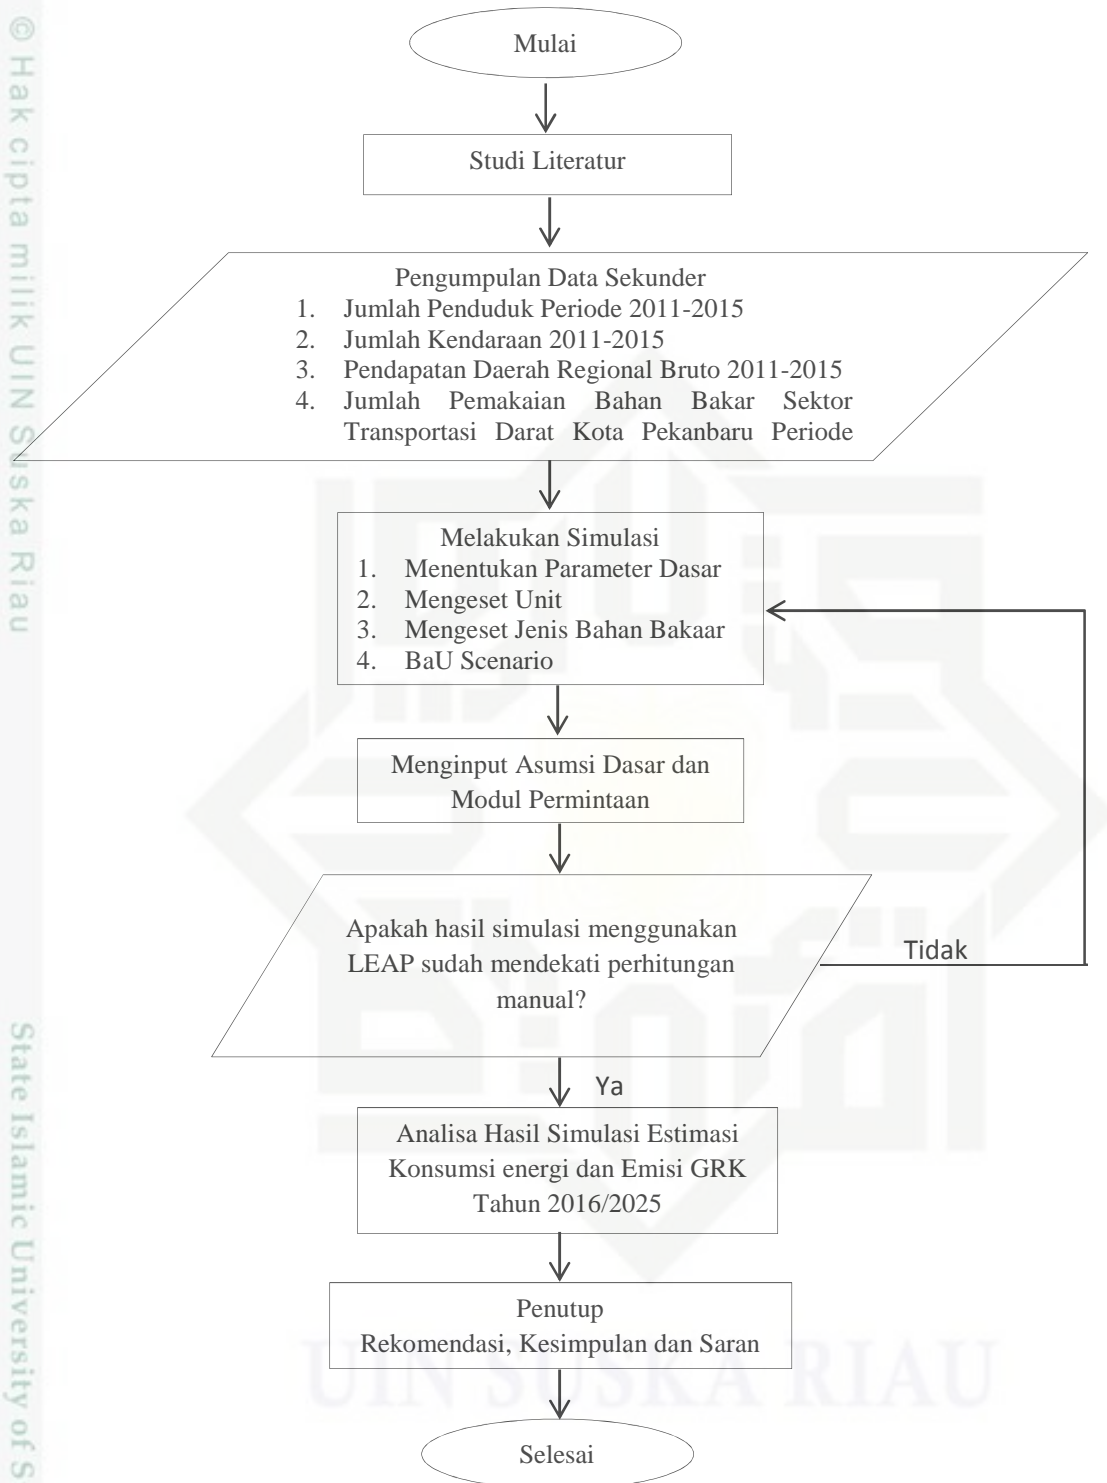 © Hak cipta milik UIN Suska Riau
State Islamic University of S
Mulai
Studi Literatur
Pengumpulan Data Sekunder
1. Jumlah Penduduk Periode 2011-2015
2. Jumlah Kendaraan 2011-2015
3. Pendapatan Daerah Regional Bruto 2011-2015
4. Jumlah Pemakaian Bahan Bakar Sektor
Transportasi Darat Kota Pekanbaru Periode
Melakukan Simulasi
1. Menentukan Parameter Dasar
2. Mengeset Unit
3. Mengeset Jenis Bahan Bakaar
4. BaU Scenario
Menginput Asumsi Dasar dan
Modul Permintaan
Apakah hasil simulasi menggunakan
LEAP sudah mendekati perhitungan
manual?
Tidak
Ya
Analisa Hasil Simulasi Estimasi
Konsumsi energi dan Emisi GRK
Tahun 2016/2025
Penutup
Rekomendasi, Kesimpulan dan Saran
UIN SUSKA RIAU
Selesai